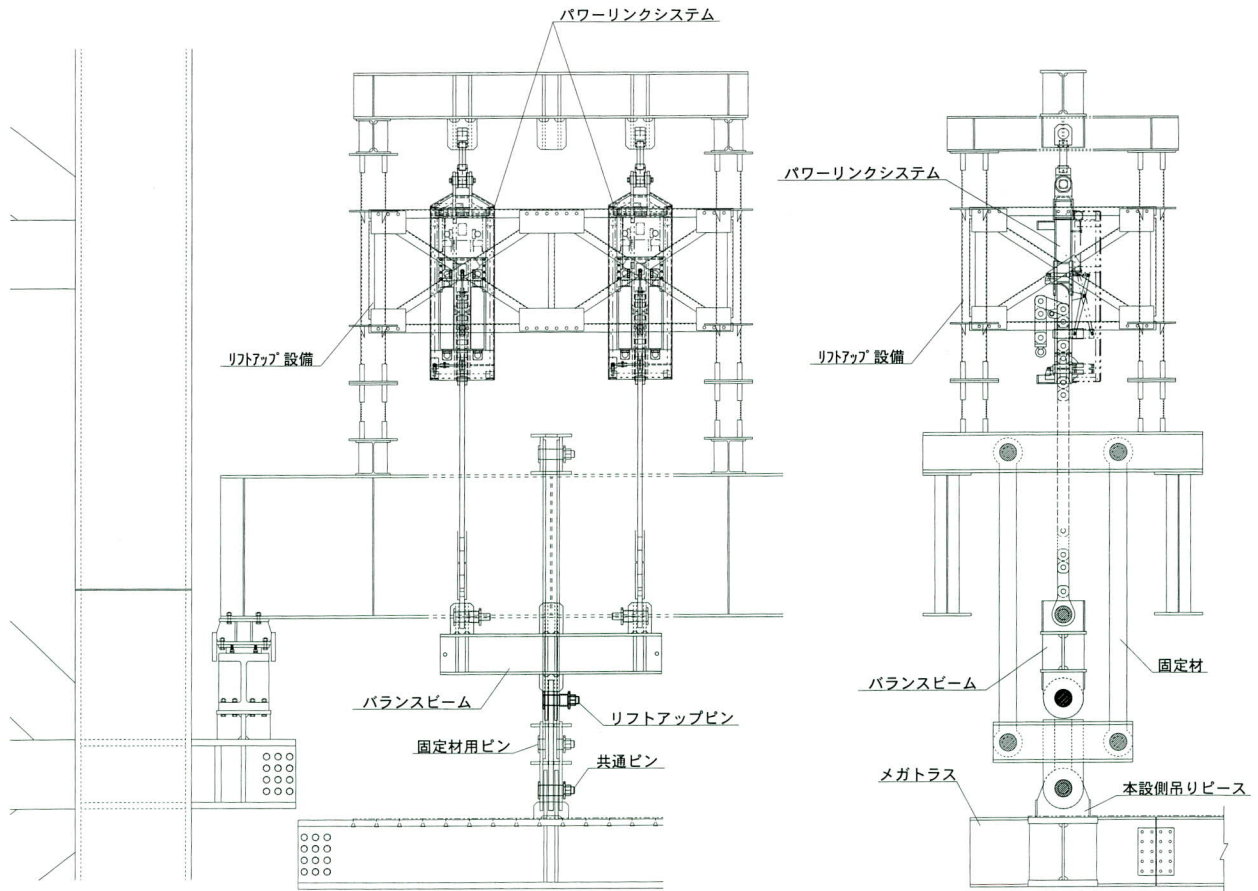 パワーリンクシステム
リフトアップ設備
バランスビーム
リフトアップピン
固定材用ピン
共通ピン
パワーリンクシステム
リフトアップ設備
バランスビーム
固定材
メガトラス
本設側吊りピース